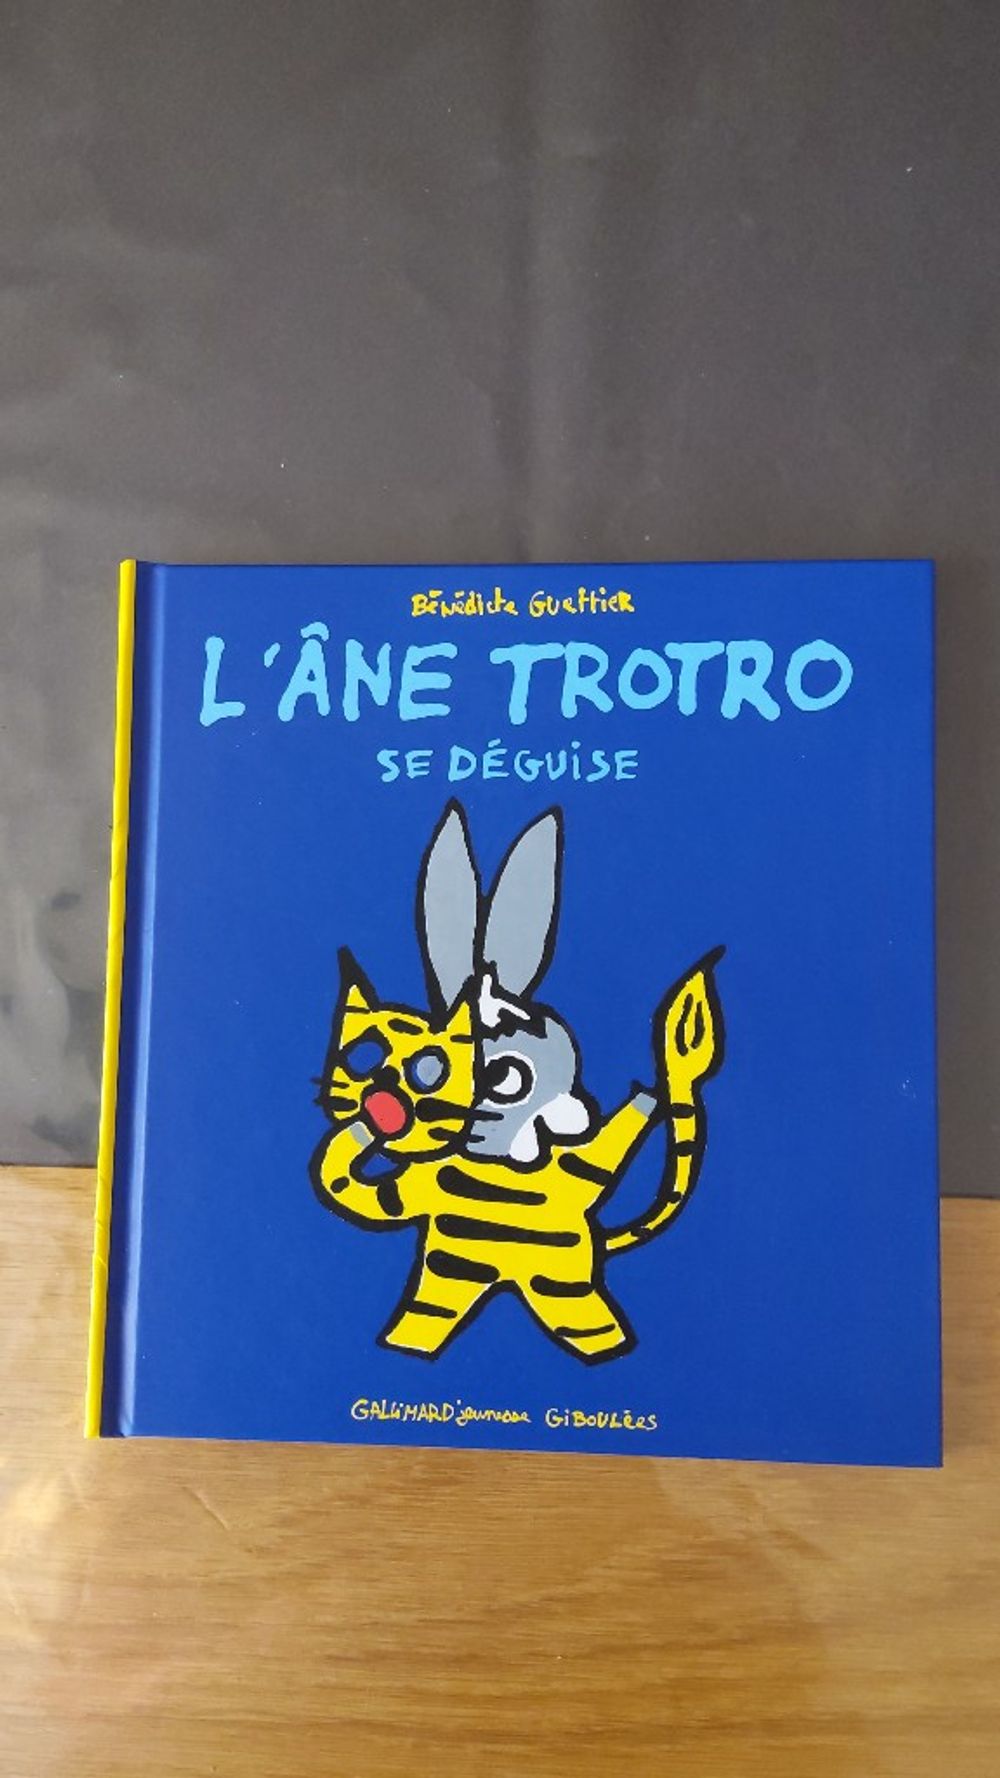 Bénédicte Guettier
L'ÂNE TROTRO
SE DÉGUiSE
GALLiMARD jeunesse GiBOULÉES